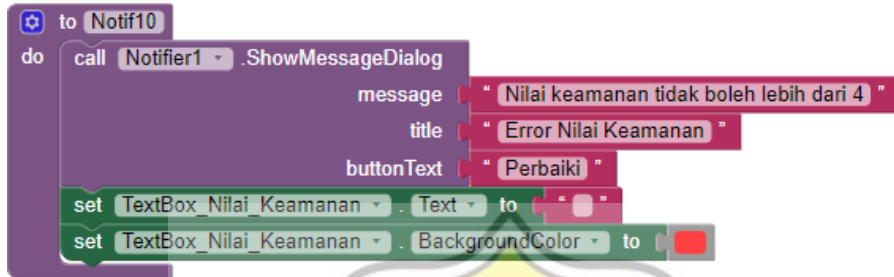 to Notif10
do call Notifier1 .ShowMessageDialog
message " Nilai keamanan tidak boleh lebih dari 4 "
title " Error Nilai Keamanan "
buttonText " Perbaiki "
set TextBox_Nilai_Keamanan . Text to " "
set TextBox_Nilai_Keamanan . BackgroundColor to